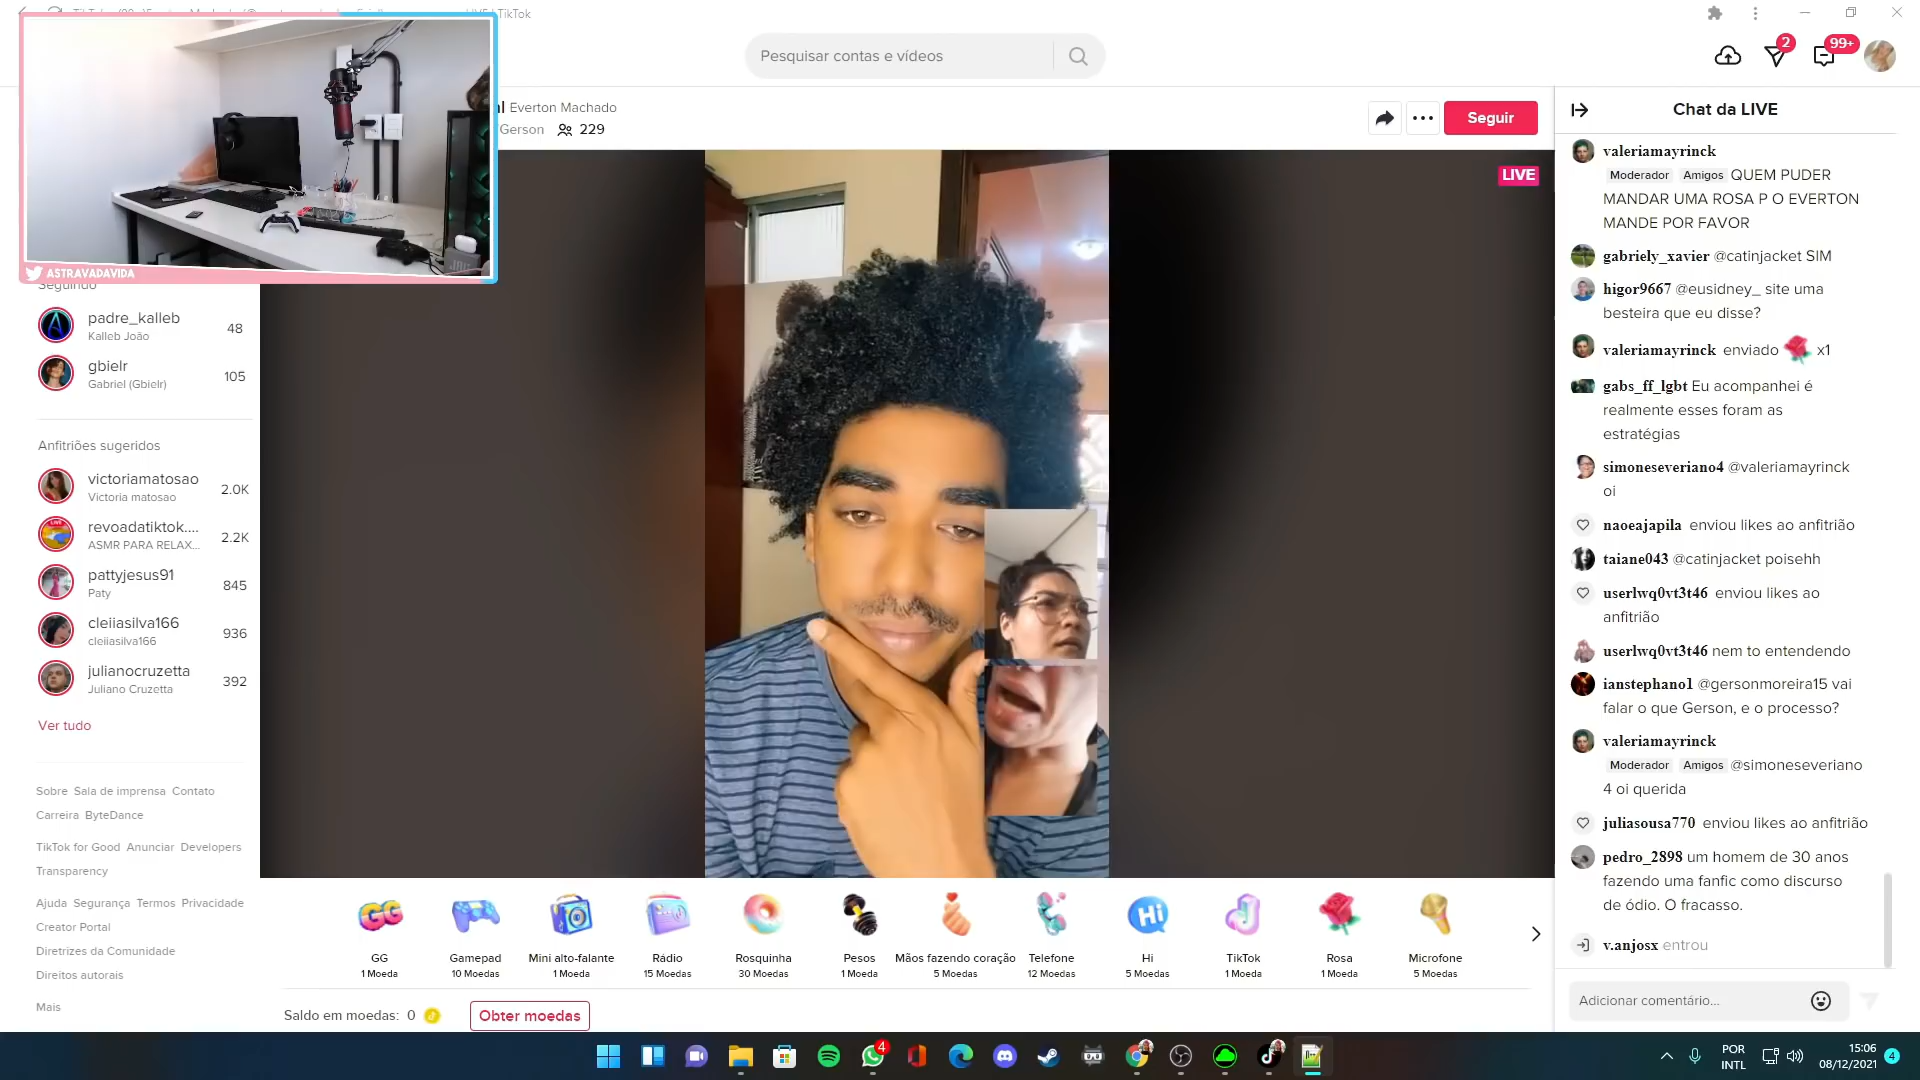 LIVE | TikTok
Pesquisar contas e vídeos
2
99+
ASTRAVADAVIDA
Everton Machado
Gerson 229
Seguir
LIVE
Seguindo
padre_kalleb
Kalleb João
48
gbielr
Gabriel (Gbielr)
105
Anfitriões sugeridos
victoriamatosao
Victoria matosao
2.0K
revoadatiktok....
ASMR PARA RELAX...
2.2K
pattyjesus91
Paty
845
cleiiasilva166
cleiiasilva166
936
julianocruzetta
Juliano Cruzetta
392
Ver tudo
Sobre Sala de imprensa Contato
Carreira ByteDance
TikTok for Good Anunciar Developers
Transparency
Ajuda Segurança Termos Privacidade
Creator Portal
Diretrizes da Comunidade
Direitos autorais
Mais
GG
1 Moeda
Gamepad
10 Moedas
Mini alto-falante
1 Moeda
Rádio
15 Moedas
Rosquinha
30 Moedas
Pesos
1 Moeda
Mãos fazendo coração
5 Moedas
Telefone
12 Moedas
Hi
Hi
5 Moedas
TikTok
1 Moeda
Rosa
1 Moeda
Microfone
5 Moedas
Saldo em moedas: 0
Obter moedas
Chat da LIVE
valeriamayrinck
Moderador Amigos QUEM PUDER
MANDAR UMA ROSA P O EVERTON
MANDE POR FAVOR
gabriely_xavier @catinjacket SIM
higor9667 @eusidney_ site uma
besteira que eu disse?
valeriamayrinck enviado x1
gabs_ff_lgbt Eu acompanhei é
realmente esses foram as
estratégias
simoneseveriano4 @valeriamayrinck
oi
naoeajapila enviou likes ao anfitrião
taiane043 @catinjacket poisehh
userlwq0vt3t46 enviou likes ao
anfitrião
userlwq0vt3t46 nem to entendendo
ianstephano1 @gersonmoreira15 vai
falar o que Gerson, e o processo?
valeriamayrinck
Moderador Amigos @simoneseveriano
4 oi querida
juliasousa770 enviou likes ao anfitrião
pedro_2898 um homem de 30 anos
fazendo uma fanfic como discurso
de ódio. O fracasso.
v.anjosx entrou
Adicionar comentário...
4
POR
INTL
15:06
08/12/2021
4